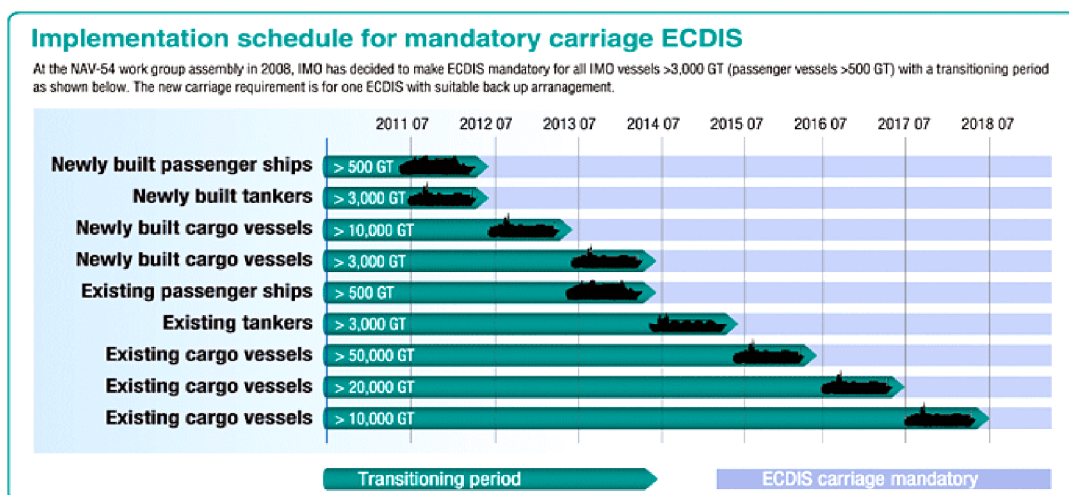 Implementation schedule for mandatory carriage ECDIS
At the NAV-54 work group assembly in 2008, IMO has decided to make ECDIS mandatory for all IMO vessels >3,000 GT (passenger vessels >500 GT) with a transitioning period
as shown below. The new carriage requirement is for one ECDIS with suitable back up arranagement.
2011 07 2012 07 2013 07 2014 07 2015 07 2016 07 2017 07 2018 07
Newly built passenger ships > 500 GT
Newly built tankers > 3,000 GT
Newly built cargo vessels > 10,000 GT
Newly built cargo vessels > 3,000 GT
Existing passenger ships > 500 GT
Existing tankers > 3,000 GT
Existing cargo vessels > 50,000 GT
Existing cargo vessels > 20,000 GT
Existing cargo vessels > 10,000 GT
Transitioning period ECDIS carriage mandatory